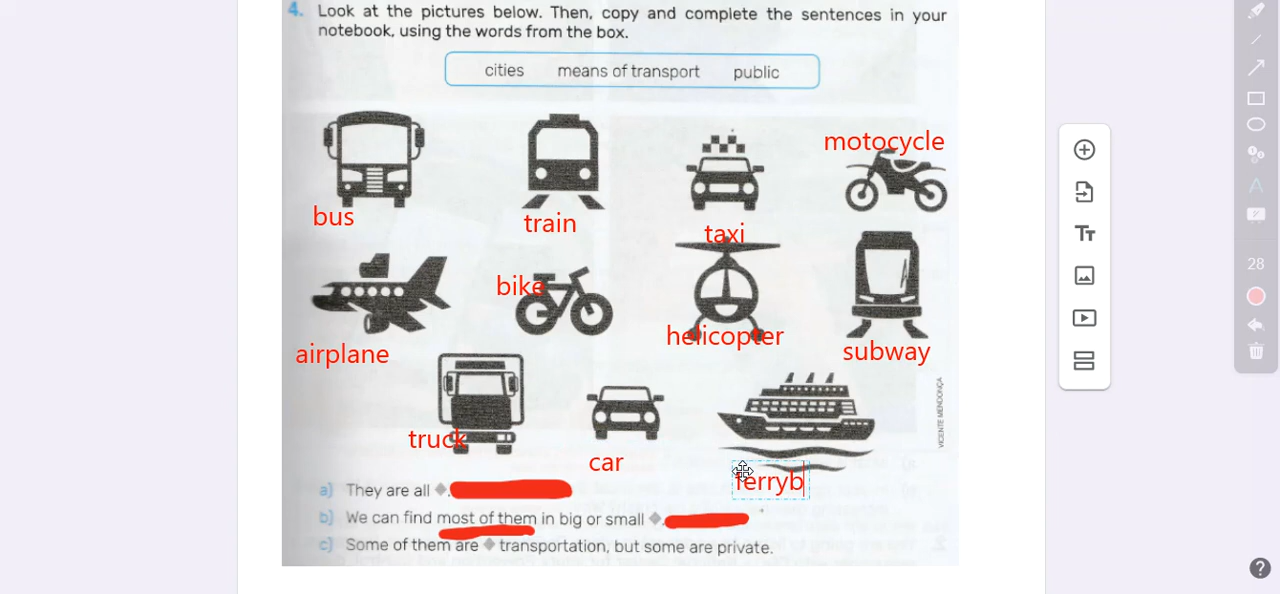 4. Look at the pictures below. Then, copy and complete the sentences in your
notebook, using the words from the box.
cities means of transport public
motocycle
bus
train
taxi
bike
airplane
helicopter
subway
truck
car
ferryb
VICENTE MENDONÇA
a) They are all ◆.
b) We can find most of them in big or small ◆.
c) Some of them are ◆ transportation, but some are private.
28